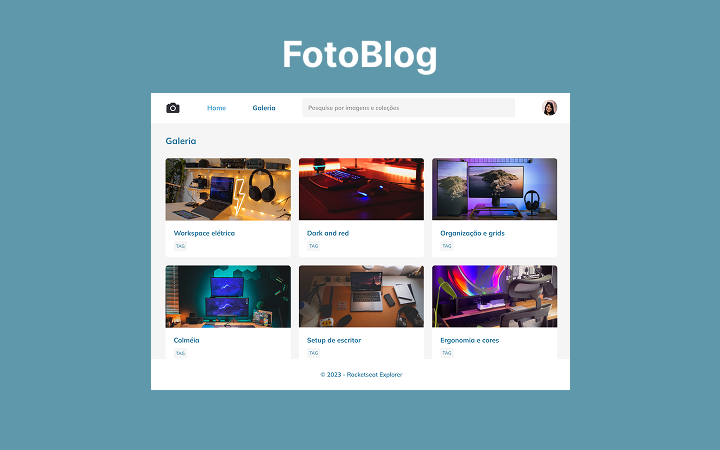 FotoBlog
Home
Galeria
Pesquise por imagens e coleções
Galeria
Workspace elétrica
TAG
Dark and red
TAG
Organização e grids
TAG
Colméia
TAG
Setup de escritor
TAG
Ergonomia e cores
TAG
© 2023 - Rocketseat Explorer